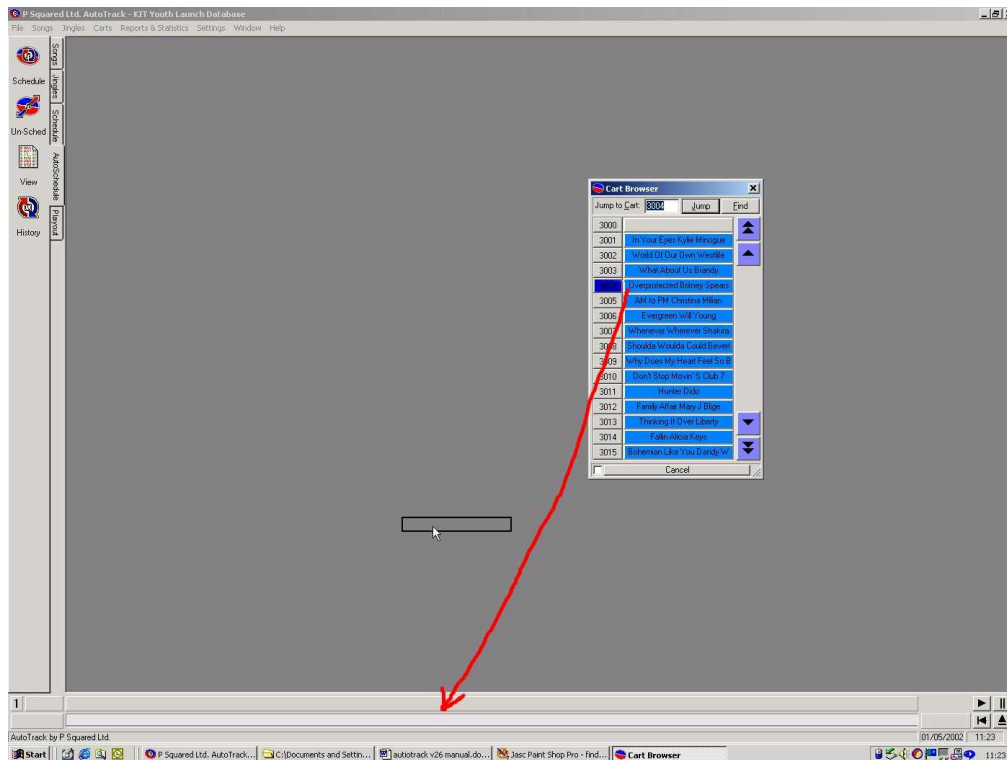 P Squared Ltd. AutoTrack - KIT Youth Launch Database
File Songs Jingles Carts Reports & Statistics Settings Window Help
Schedule
Un-Sched
View
History
Songs
Jingles
Schedule
AutoSchedule
Playout
Cart Browser
Jump to Cart: 3004 Jump Find
3000
3001 In Your Eyes Kylie Minogue
3002 World Of Our Own Westlife
3003 What About Us Brandy
Overprotected Britney Spears
3005 AM to PM Christina Milian
3006 Evergreen Will Young
3007 Whenever Wherever Shakira
3008 Shoulda Woulda Could Beverl
3009 Why Does My Heart Feel So B
3010 Don't Stop Movin' S Club 7
3011 Hunter Dido
3012 Family Affair Mary J Blige
3013 Thinking It Over Liberty
3014 Fallin Alicia Keys
3015 Bohemian Like You Dandy W
Cancel
1
AutoTrack by P Squared Ltd. 01/05/2002 11:23
Start P Squared Ltd. AutoTrack... C:\Documents and Settin... autiotrack v26 manual.do... Jasc Paint Shop Pro - find... Cart Browser 11:23